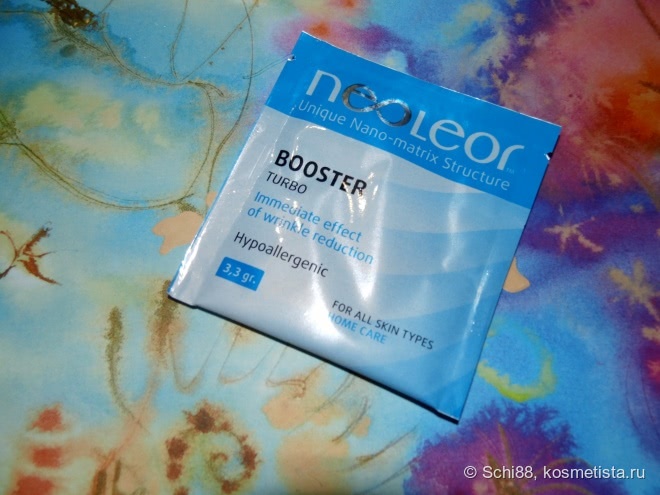 neoLeor
Unique Nano-matrix Structure
BOOSTER
TURBO
Immediate effect
of wrinkle reduction
Hypoallergenic
3,3 gr.
FOR ALL SKIN TYPES
HOME CARE
© Schi88, kosmetista.ru